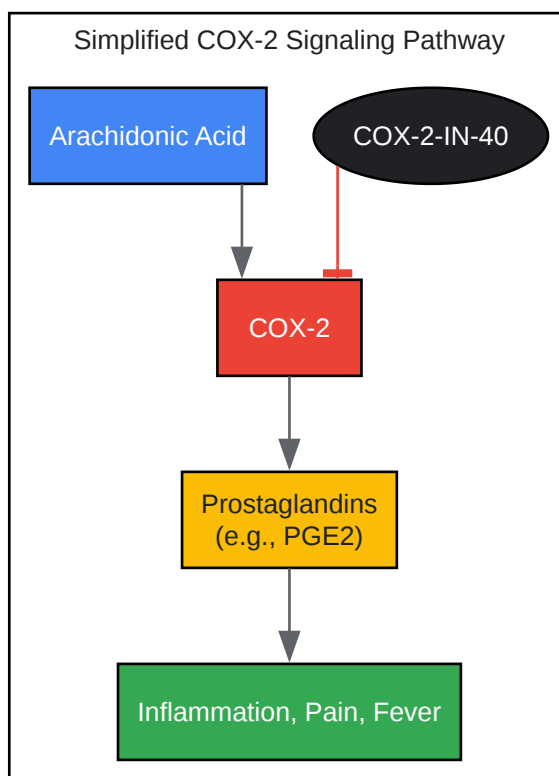 Simplified COX-2 Signaling Pathway
Arachidonic Acid
COX-2-IN-40
COX-2
Prostaglandins
(e.g., PGE2)
Inflammation, Pain, Fever